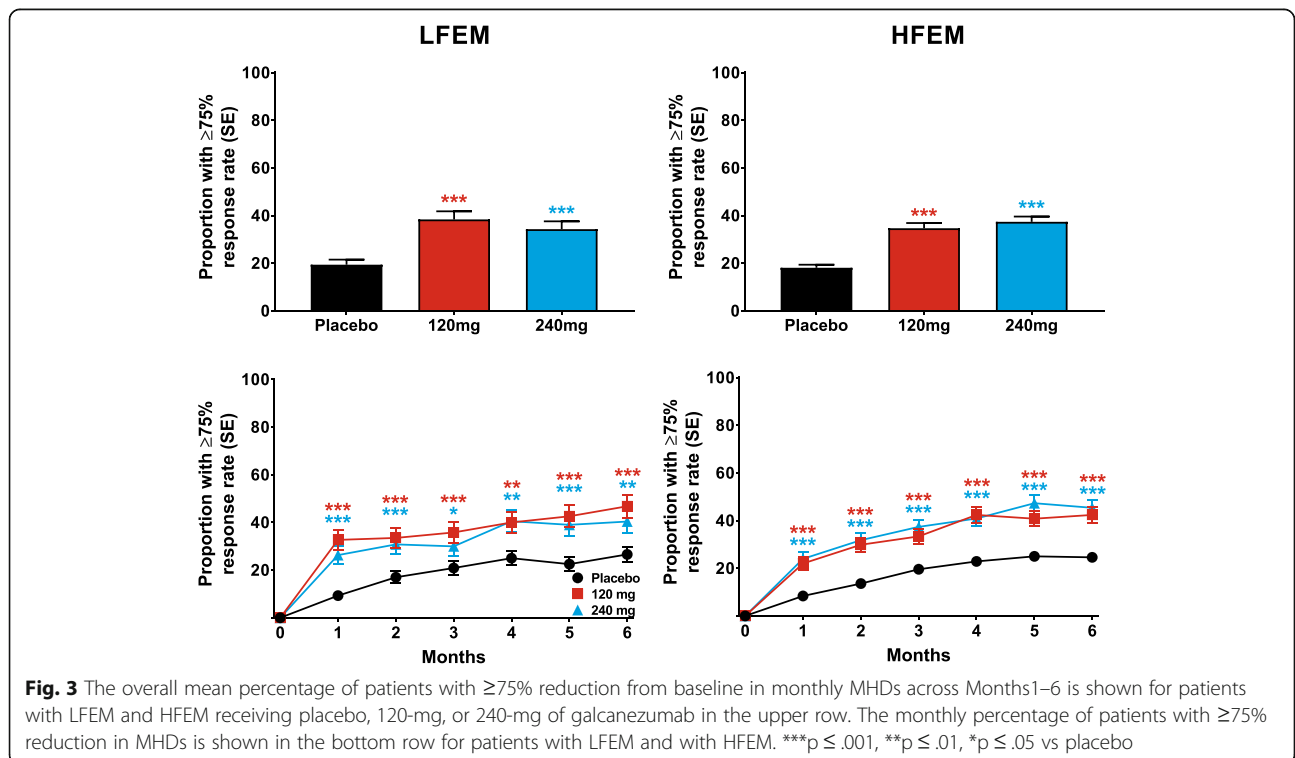 LFEM
HFEM
Proportion with ≥75%
response rate (SE)
100
80
60
40
20
0
***
***
Placebo
120mg
240mg
Proportion with ≥75%
response rate (SE)
100
80
60
40
20
0
***
***
Placebo
120mg
240mg
Proportion with ≥75%
response rate (SE)
100
80
60
40
20
***
***
***
***
***
*
**
**
***
***
***
**
Placebo
120 mg
240 mg
0
1
2
3
4
5
6
Months
Proportion with ≥75%
response rate (SE)
100
80
60
40
20
***
***
***
***
***
***
***
***
***
***
***
***
0
1
2
3
4
5
6
Months
Fig. 3 The overall mean percentage of patients with ≥75% reduction from baseline in monthly MHDs across Months1–6 is shown for patients
with LFEM and HFEM receiving placebo, 120-mg, or 240-mg of galcanezumab in the upper row. The monthly percentage of patients with ≥75%
reduction in MHDs is shown in the bottom row for patients with LFEM and with HFEM. ***p ≤ .001, **p ≤ .01, *p ≤ .05 vs placebo